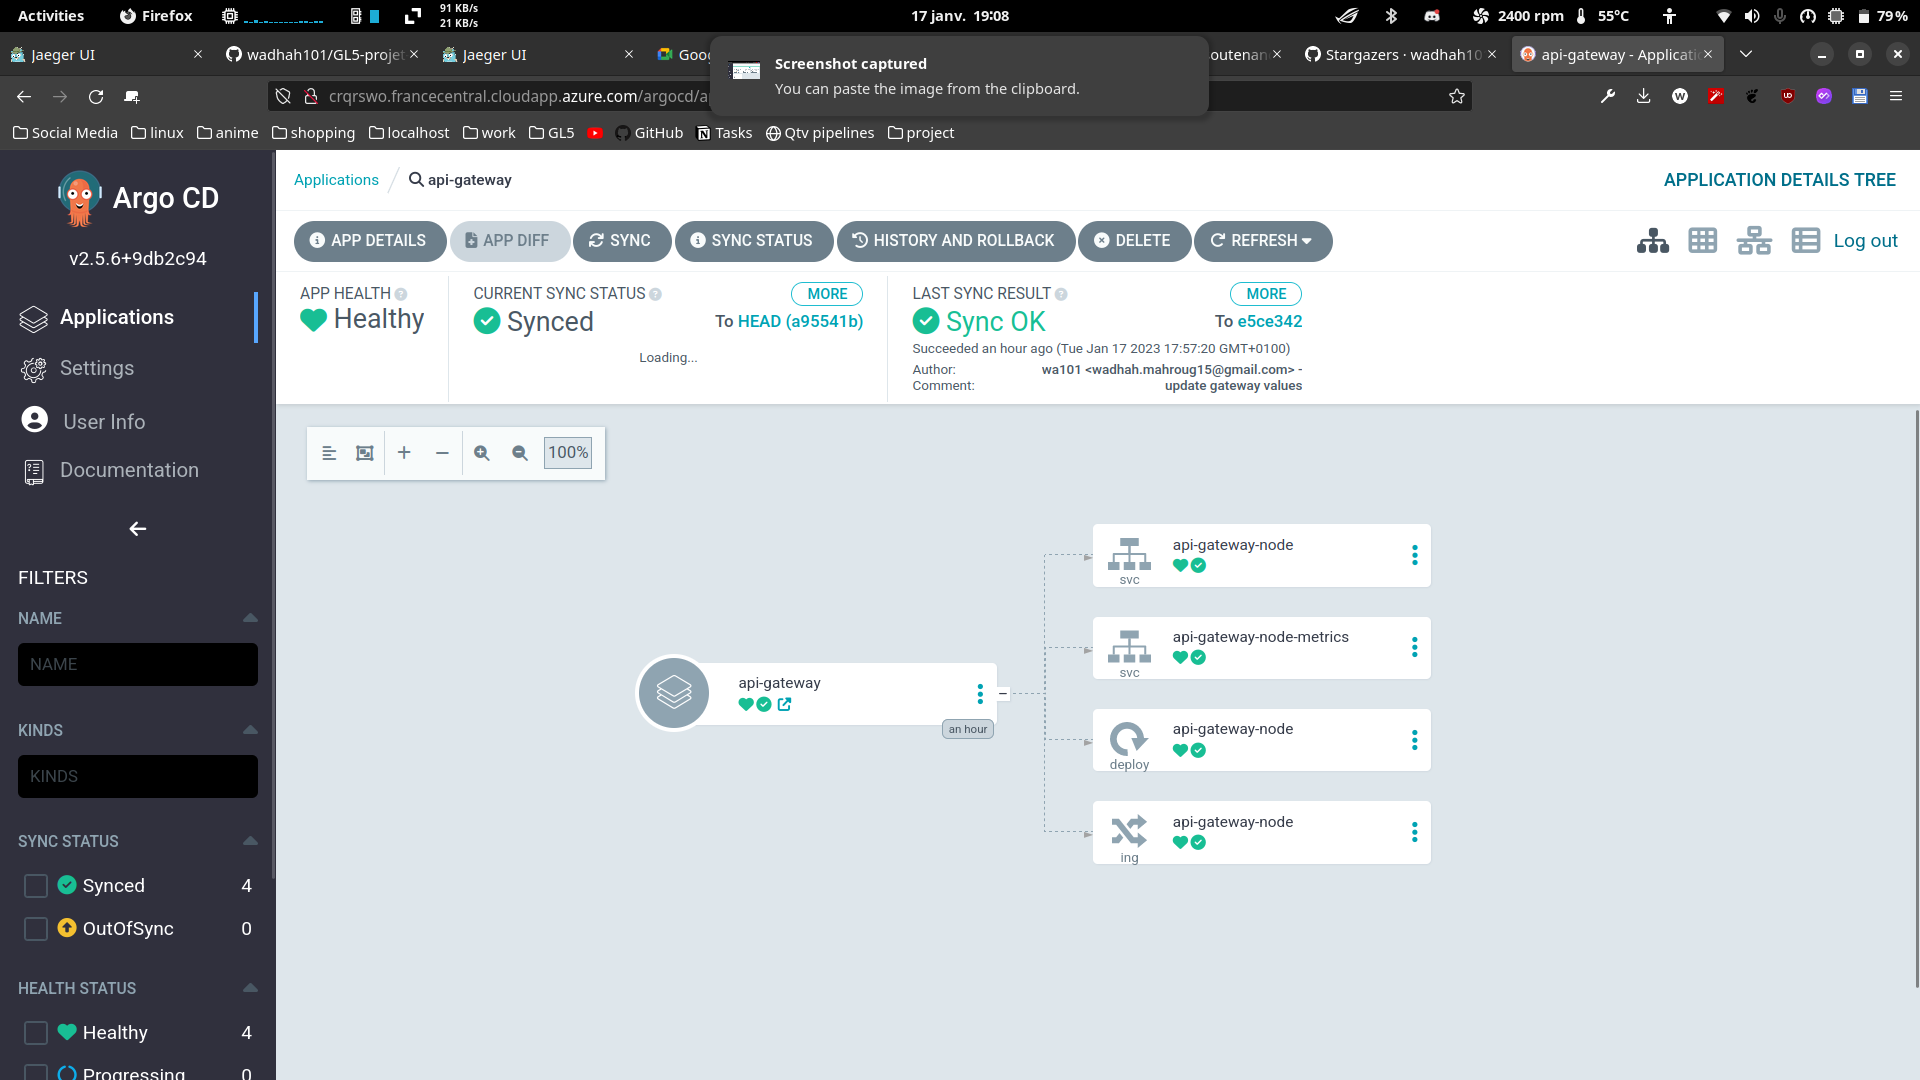 Activities Firefox 91 KB/s 17 janv. 19:08 2400 rpm 55°C 79%
21 KB/s
Jaeger UI wadhah101/GL5-projet Jaeger UI Goo outenan Stargazers · wadhah10 api-gateway - Applicati
Screenshot captured
You can paste the image from the clipboard.
crqrswo.francecentral.cloudapp.azure.com/argocd/a
Social Media linux anime shopping localhost work GL5 GitHub Tasks Qtv pipelines project
Argo CD
v2.5.6+9db2c94
Applications
Settings
User Info
Documentation
FILTERS
NAME
NAME
KINDS
KINDS
SYNC STATUS
Synced 4
OutOfSync 0
HEALTH STATUS
Healthy 4
Progressing 0
Applications / api-gateway APPLICATION DETAILS TREE
APP DETAILS APP DIFF SYNC SYNC STATUS HISTORY AND ROLLBACK DELETE REFRESH Log out
APP HEALTH
Healthy
CURRENT SYNC STATUS MORE
Synced To HEAD (a95541b)
Loading...
LAST SYNC RESULT MORE
Sync OK To e5ce342
Succeeded an hour ago (Tue Jan 17 2023 17:57:20 GMT+0100)
Author: wa101 <wadhah.mahroug15@gmail.com> -
Comment: update gateway values
100%
api-gateway
an hour
api-gateway-node
svc
api-gateway-node-metrics
svc
api-gateway-node
deploy
api-gateway-node
ing